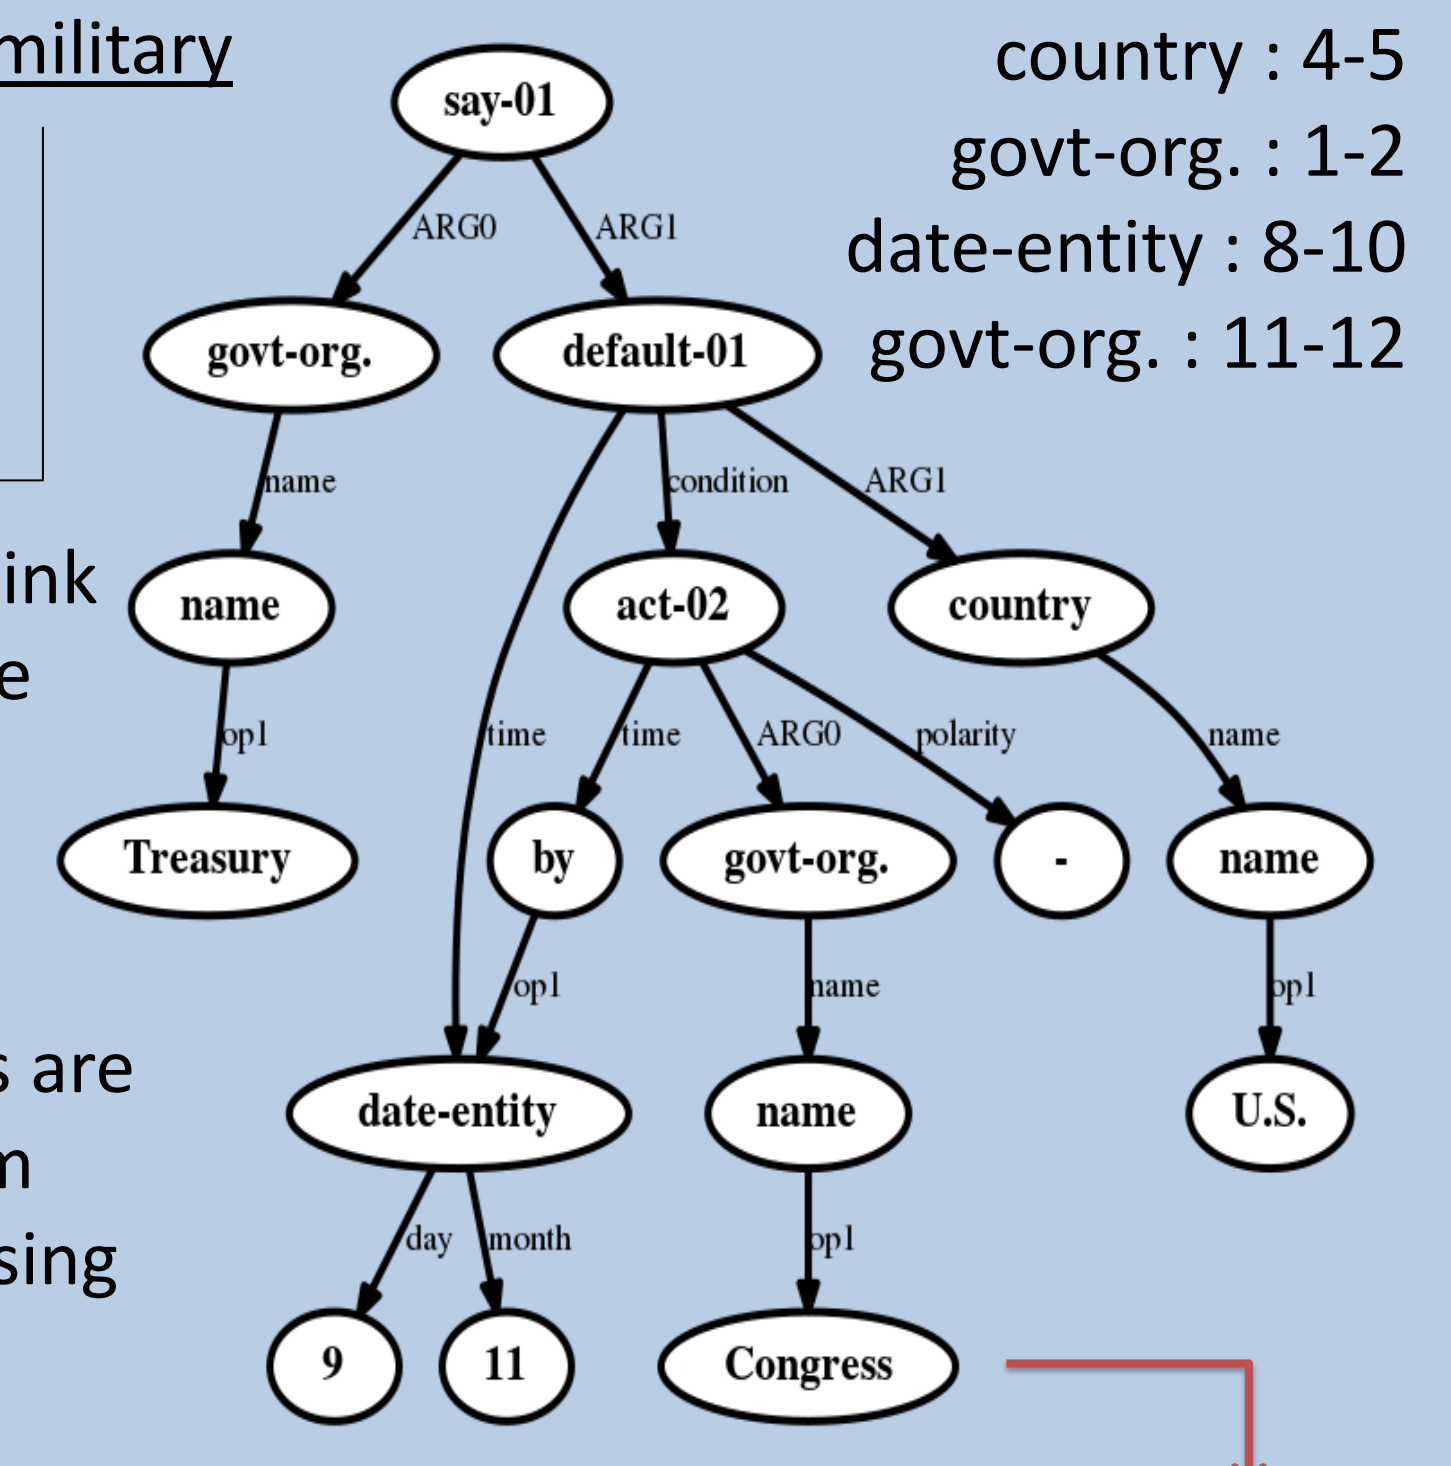 military
country : 4-5
govt-org. : 1-2
date-entity : 8-10
govt-org. : 11-12
say-01
ARG0 ARG1
govt-org. default-01
name condition ARG1
ink
name act-02 country
e
op1 time time ARG0 polarity name
Treasury by govt-org. - name
op1 name op1
s are
date-entity name U.S.
m
day month op1
sing
9 11 Congress